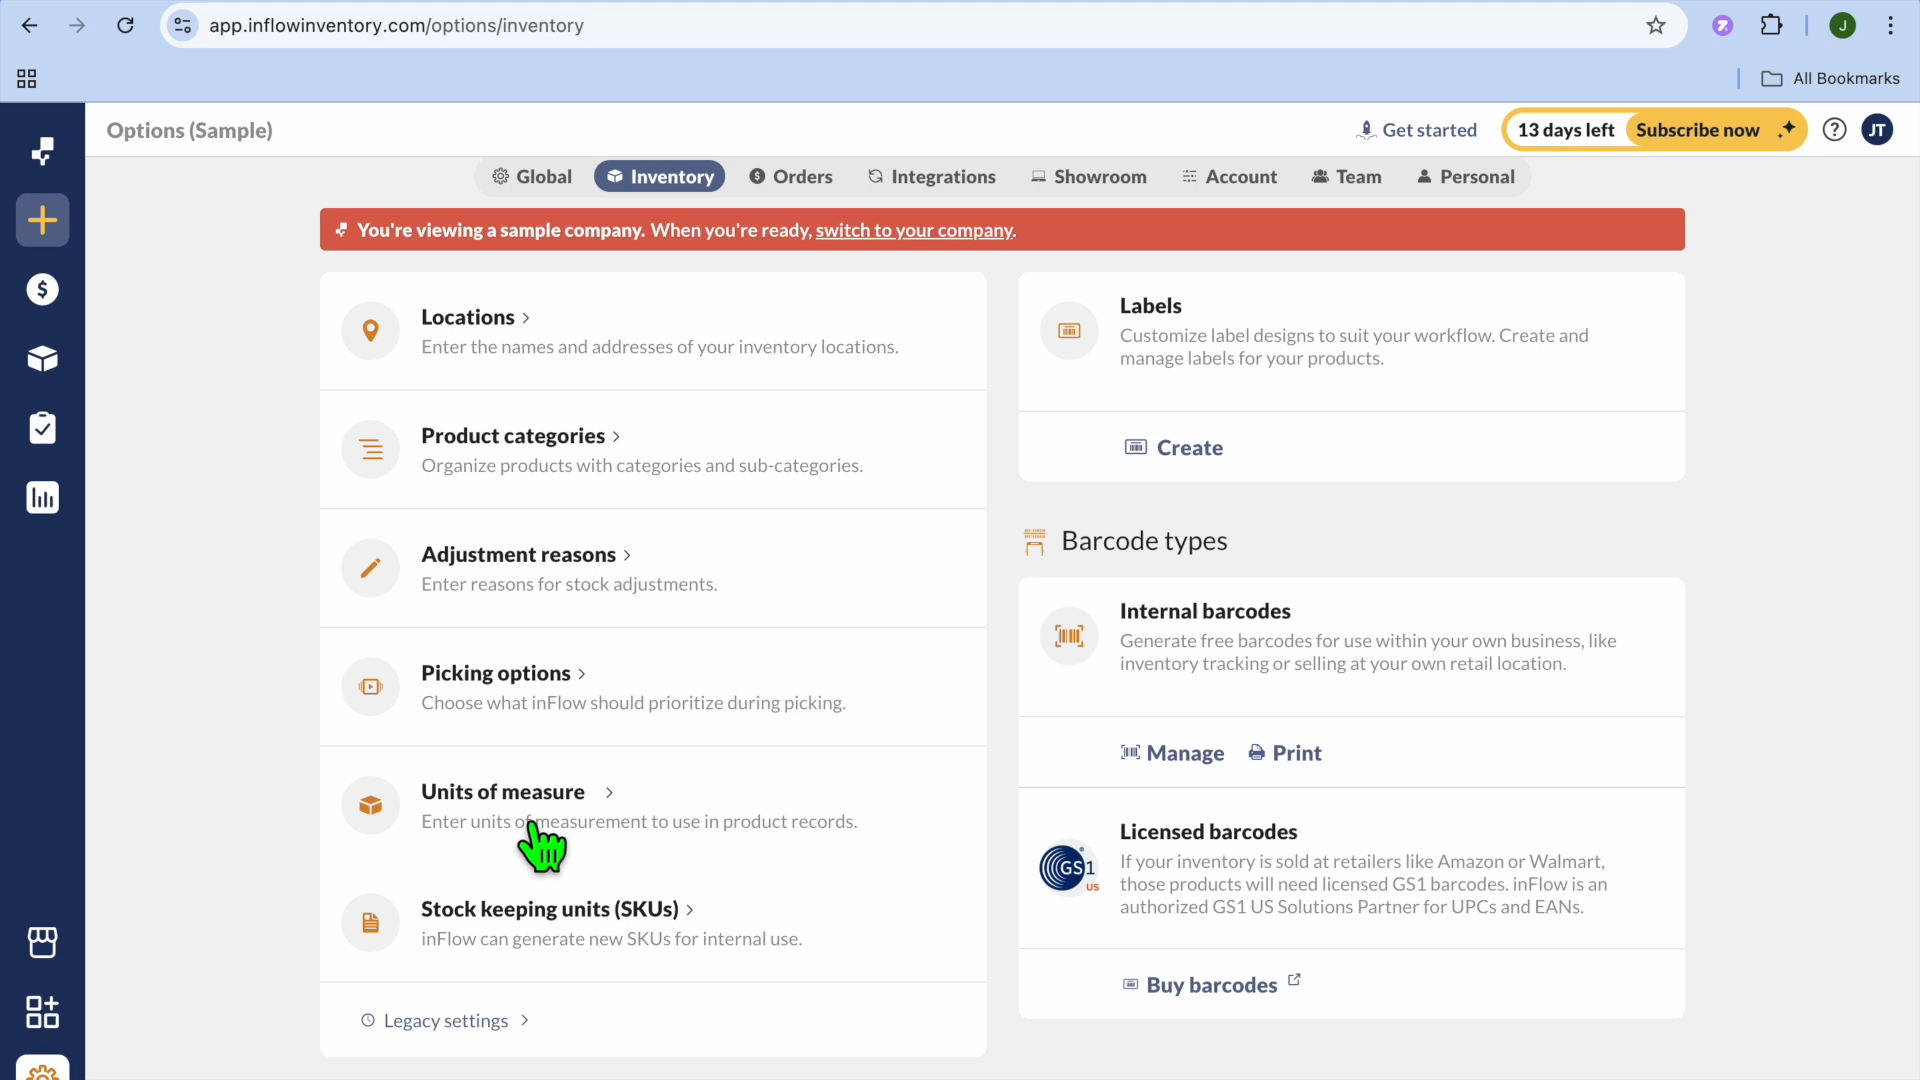 app.inflowinventory.com/options/inventory
J
All Bookmarks
Options (Sample)
Get started
13 days left
Subscribe now
?
JT
Global
Inventory
Orders
Integrations
Showroom
Account
Team
Personal
You're viewing a sample company. When you're ready, switch to your company.
Locations
Enter the names and addresses of your inventory locations.
Product categories
Organize products with categories and sub-categories.
Adjustment reasons
Enter reasons for stock adjustments.
Picking options
Choose what inFlow should prioritize during picking.
Units of measure
Enter units of measurement to use in product records.
Stock keeping units (SKUs)
inFlow can generate new SKUs for internal use.
Legacy settings
Labels
Customize label designs to suit your workflow. Create and
manage labels for your products.
Create
Barcode types
Internal barcodes
Generate free barcodes for use within your own business, like
inventory tracking or selling at your own retail location.
Manage
Print
GS1
US
Licensed barcodes
If your inventory is sold at retailers like Amazon or Walmart,
those products will need licensed GS1 barcodes. inFlow is an
authorized GS1 US Solutions Partner for UPCs and EANs.
Buy barcodes